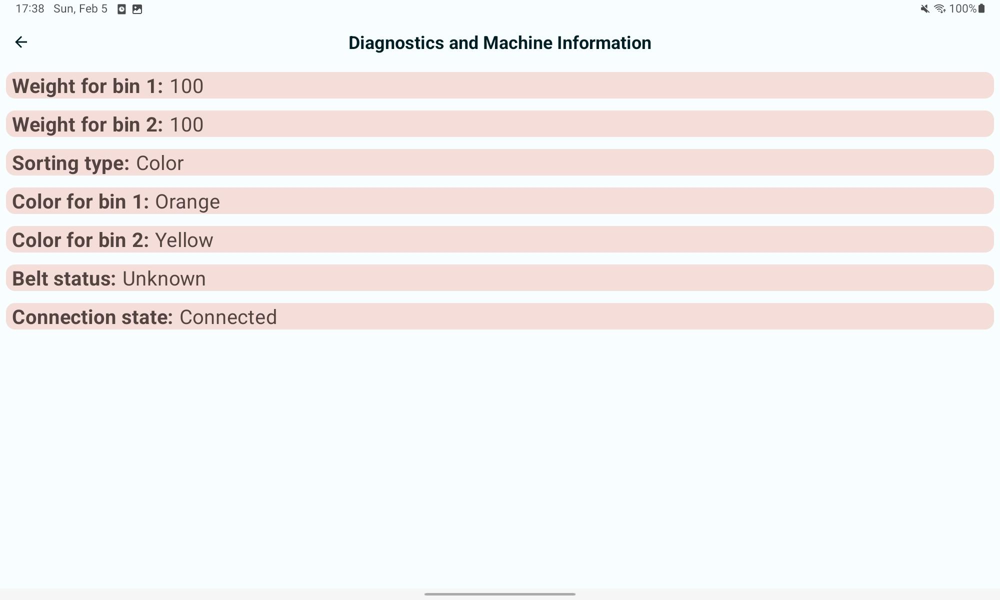 17:38 Sun, Feb 5 100%
Diagnostics and Machine Information
Weight for bin 1: 100
Weight for bin 2: 100
Sorting type: Color
Color for bin 1: Orange
Color for bin 2: Yellow
Belt status: Unknown
Connection state: Connected